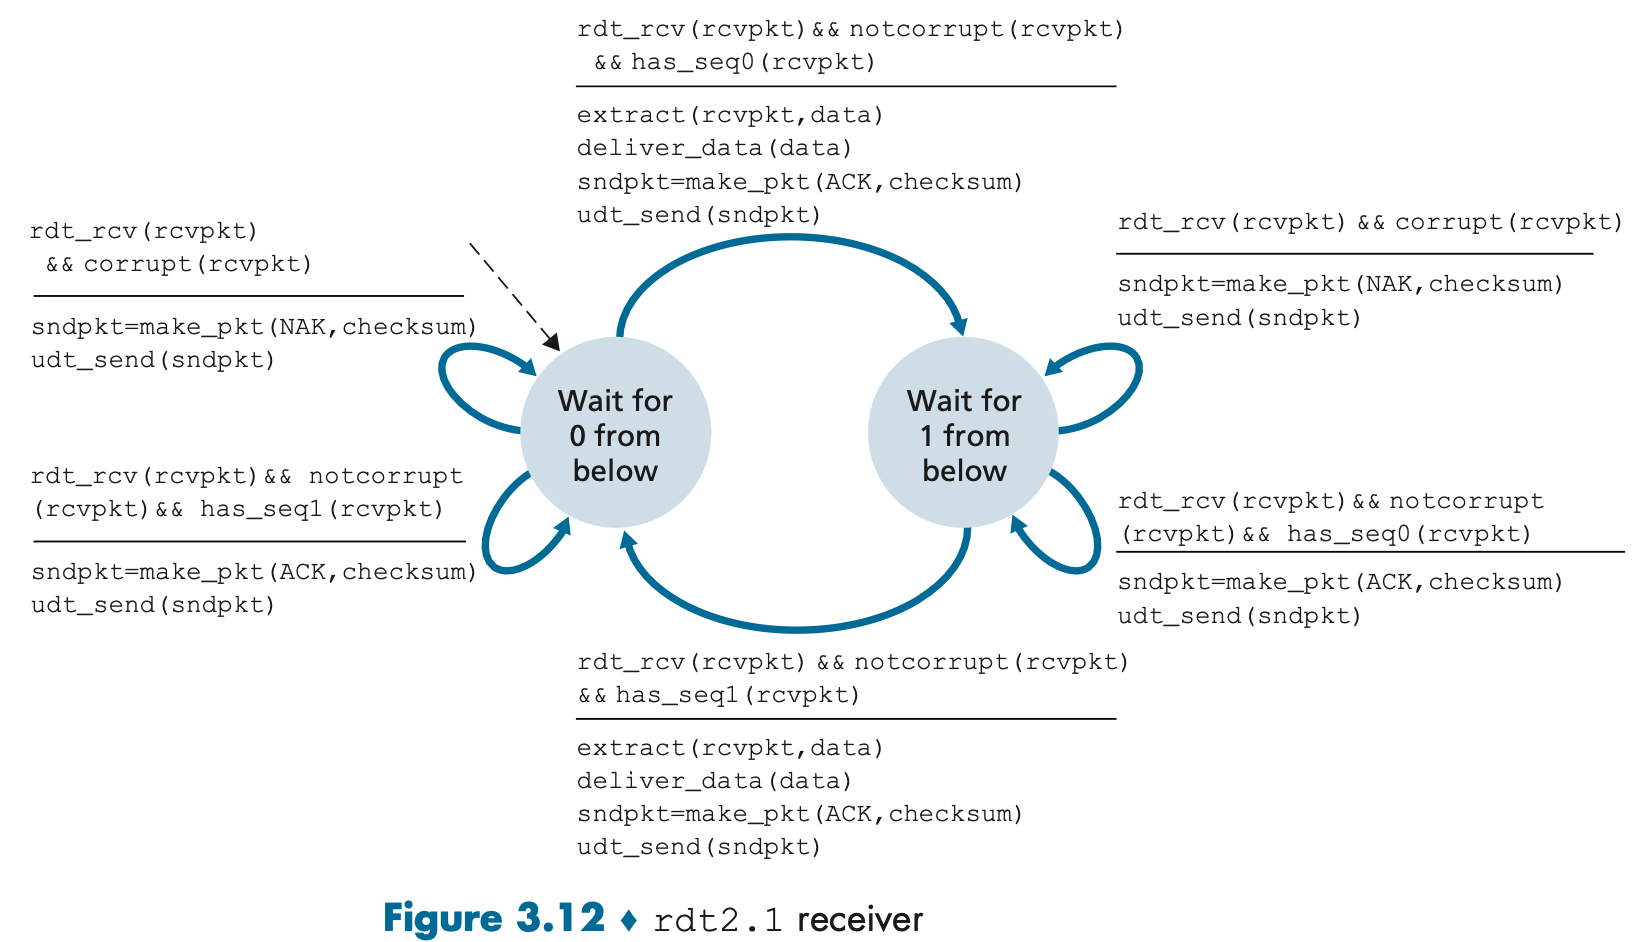 rdt_rcv(rcvpkt)&& notcorrupt(rcvpkt)
&& has_seq0(rcvpkt)
extract(rcvpkt,data)
deliver_data(data)
sndpkt=make_pkt(ACK,checksum)
udt_send(sndpkt)
rdt_rcv(rcvpkt)
&& corrupt(rcvpkt)
sndpkt=make_pkt(NAK,checksum)
udt_send(sndpkt)
rdt_rcv(rcvpkt) && corrupt(rcvpkt)
sndpkt=make_pkt(NAK,checksum)
udt_send(sndpkt)
Wait for
0 from
below
Wait for
1 from
below
rdt_rcv(rcvpkt)&& notcorrupt
(rcvpkt)&& has_seq1(rcvpkt)
sndpkt=make_pkt(ACK,checksum)
udt_send(sndpkt)
rdt_rcv(rcvpkt)&& notcorrupt
(rcvpkt)&& has_seq0(rcvpkt)
sndpkt=make_pkt(ACK,checksum)
udt_send(sndpkt)
rdt_rcv(rcvpkt) && notcorrupt(rcvpkt)
&& has_seq1(rcvpkt)
extract(rcvpkt,data)
deliver_data(data)
sndpkt=make_pkt(ACK,checksum)
udt_send(sndpkt)
Figure 3.12 ♦ rdt2.1 receiver